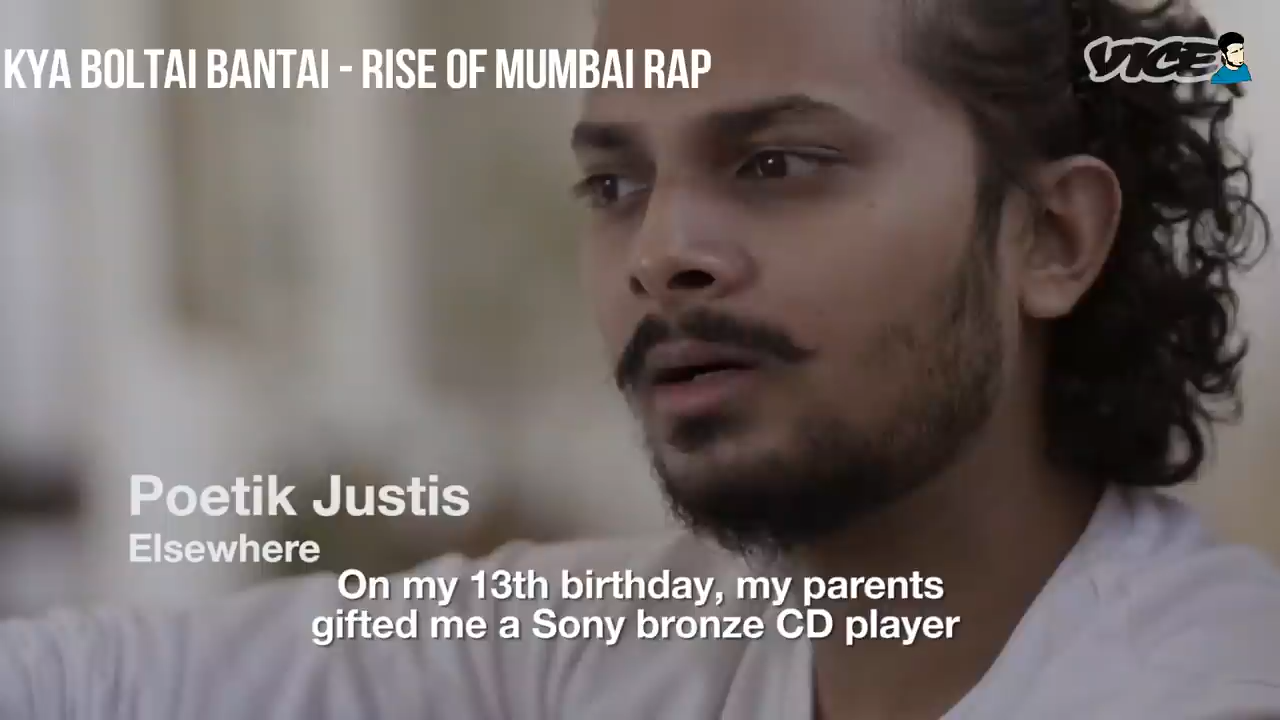 KYA BOLTAI BANTAI - RISE OF MUMBAI RAP
VICE
Poetik Justis
Elsewhere
On my 13th birthday, my parents
gifted me a Sony bronze CD player